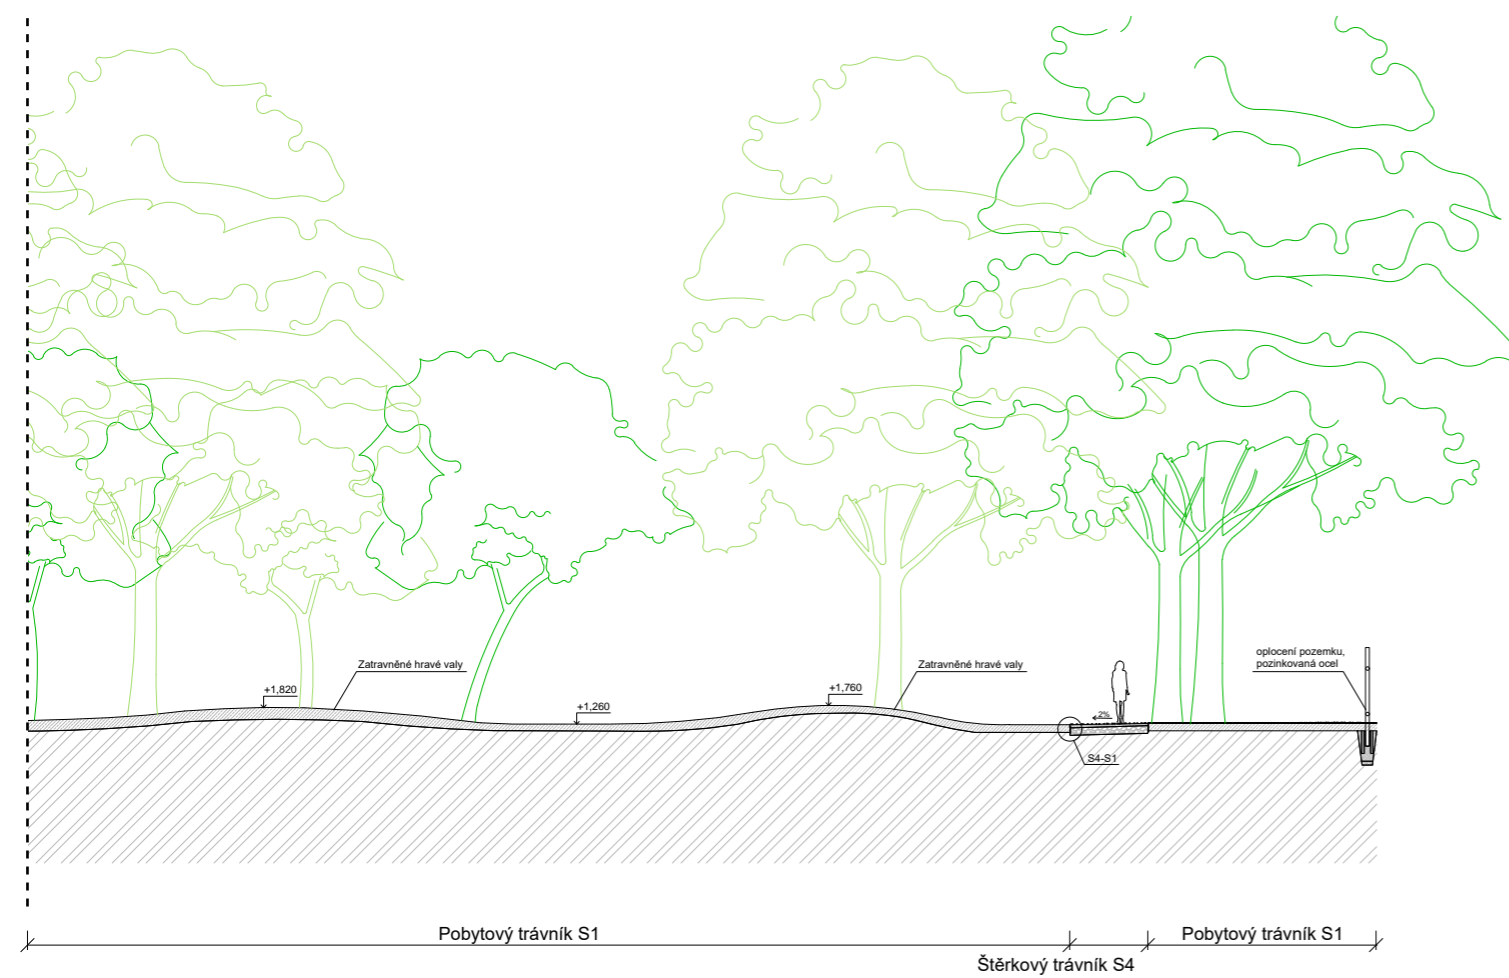 oplocení pozemku,
pozinkovaná ocel
Zatravněné hravé valy
Zatravněné hravé valy
+1,820
+1,760
+1,260
2%
S4-S1
Pobytový trávník S1
Pobytový trávník S1
Štěrkový trávník S4